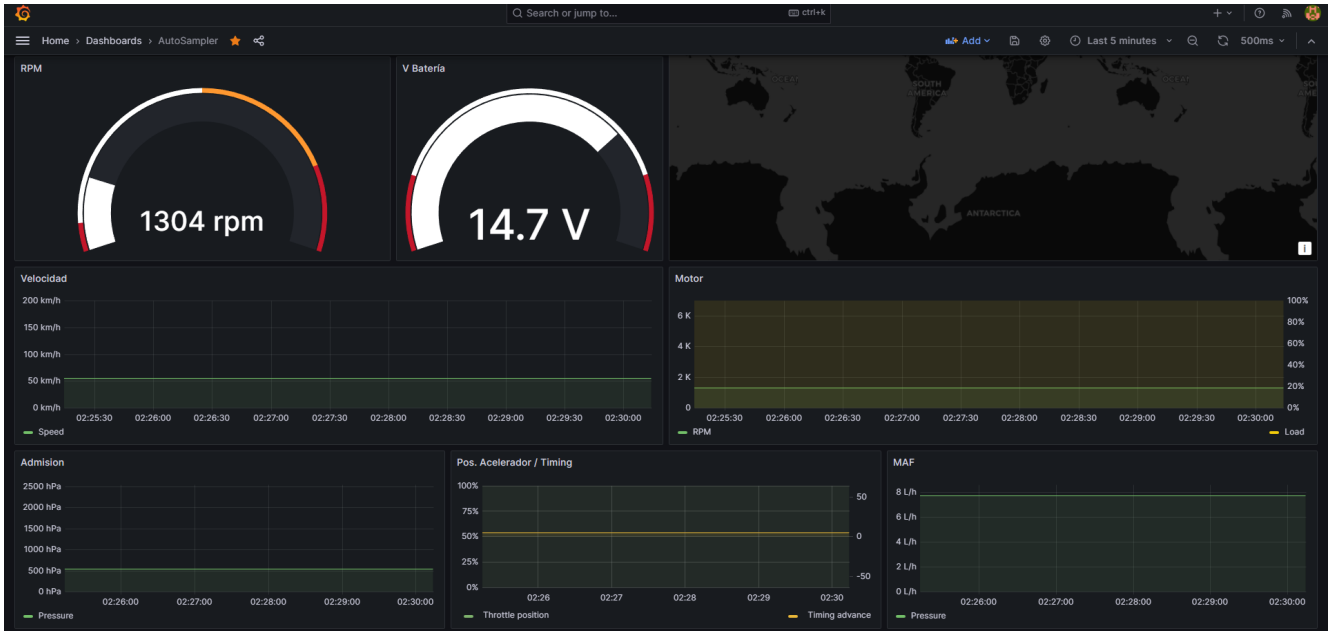 Search or jump to... ctrl+k
Home › Dashboards › AutoSampler Add Last 5 minutes 500ms
RPM
1304 rpm
V Batería
14.7 V
SOUTH
AMERICA
ANTARCTICA
i
Velocidad
200 km/h
150 km/h
100 km/h
50 km/h
0 km/h
02:25:30 02:26:00 02:26:30 02:27:00 02:27:30 02:28:00 02:28:30 02:29:00 02:29:30 02:30:00
Speed
Motor
6 K
4 K
2 K
0
100%
80%
60%
40%
20%
0%
02:25:30 02:26:00 02:26:30 02:27:00 02:27:30 02:28:00 02:28:30 02:29:00 02:29:30 02:30:00
RPM Load
Admision
2500 hPa
2000 hPa
1500 hPa
1000 hPa
500 hPa
0 hPa
02:26:00 02:27:00 02:28:00 02:29:00 02:30:00
Pressure
Pos. Acelerador / Timing
100%
75%
50%
25%
0%
50
0
-50
02:26 02:27 02:28 02:29 02:30
Throttle position Timing advance
MAF
8 L/h
6 L/h
4 L/h
2 L/h
0 L/h
02:26:00 02:27:00 02:28:00 02:29:00 02:30:00
Pressure